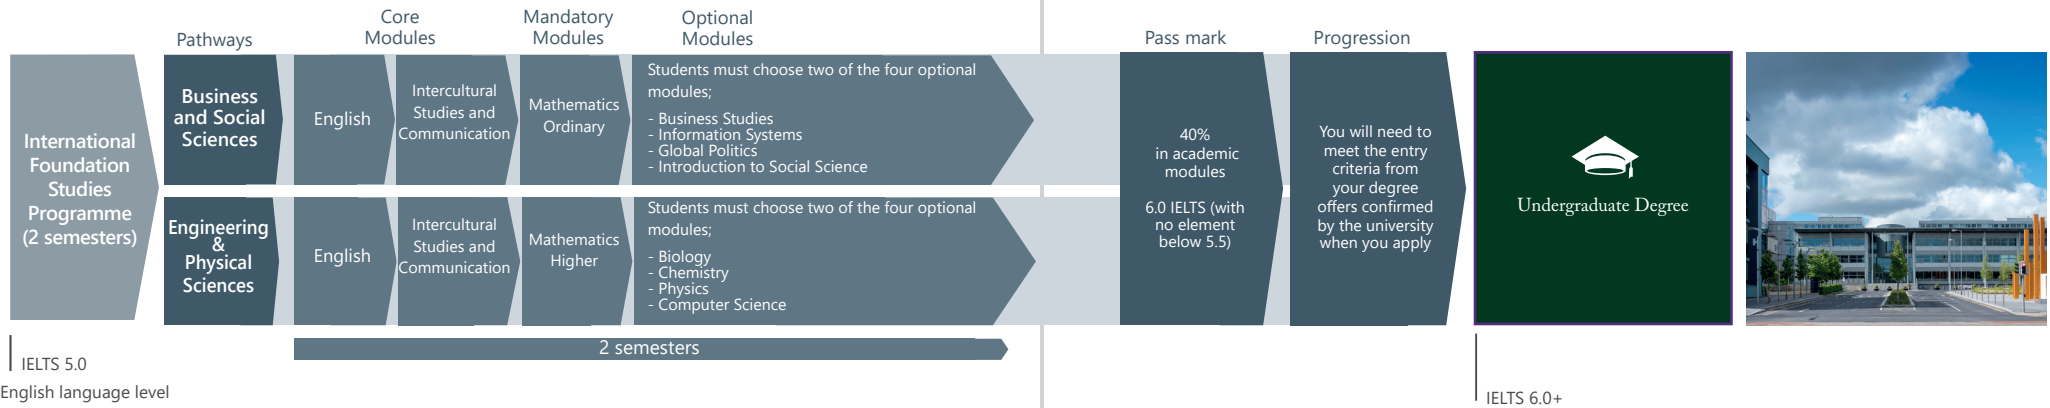 Pathways
Core
Modules
Mandatory
Modules
Optional
Modules
Pass mark
Progression
International
Foundation
Studies
Programme
(2 semesters)
Business
and Social
Sciences
English
Intercultural
Studies and
Communication
Mathematics
Ordinary
Students must choose two of the four optional
modules;
- Business Studies
- Information Systems
- Global Politics
- Introduction to Social Science
Engineering
&
Physical
Sciences
English
Intercultural
Studies and
Communication
Mathematics
Higher
Students must choose two of the four optional
modules;
- Biology
- Chemistry
- Physics
- Computer Science
40%
in academic
modules
6.0 IELTS (with
no element
below 5.5)
You will need to
meet the entry
criteria from
your degree
offers confirmed
by the university
when you apply
Undergraduate Degree
2 semesters
IELTS 5.0
English language level
IELTS 6.0+